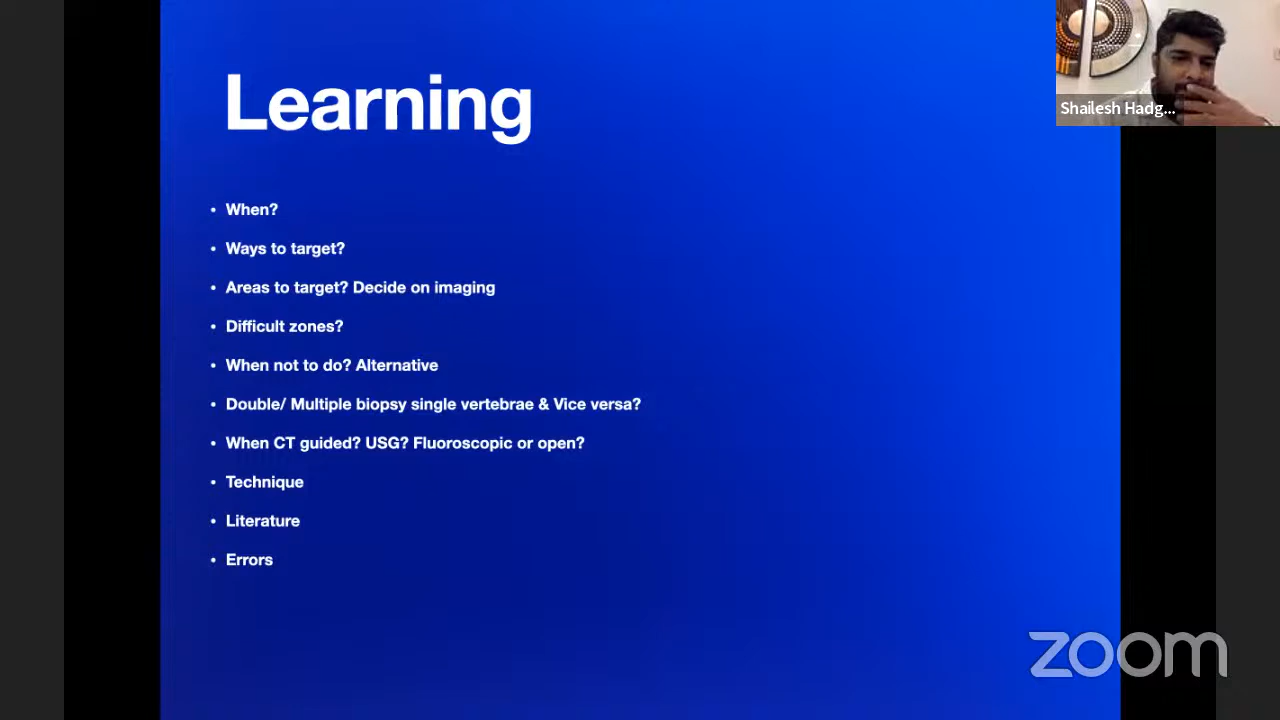 Learning
• When?
• Ways to target?
• Areas to target? Decide on imaging
• Difficult zones?
• When not to do? Alternative
• Double/ Multiple biopsy single vertebrae & Vice versa?
• When CT guided? USG? Fluoroscopic or open?
• Technique
• Literature
• Errors
Shailesh Hadg...
zoom